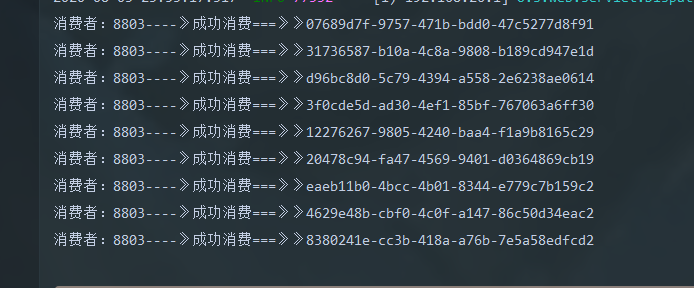 消费者：8803----》成功消费===》》07689d7f-9757-471b-bdd0-47c5277d8f91
消费者：8803----》成功消费===》》31736587-b10a-4c8a-9808-b189cd947e1d
消费者：8803----》成功消费===》》d96bc8d0-5c79-4394-a558-2e6238ae0614
消费者：8803----》成功消费===》》3f0cde5d-ad30-4ef1-85bf-767063a6ff30
消费者：8803----》成功消费===》》12276267-9805-4240-baa4-f1a9b8165c29
消费者：8803----》成功消费===》》20478c94-fa47-4569-9401-d0364869cb19
消费者：8803----》成功消费===》》eaeb11b0-4bcc-4b01-8344-e779c7b159c2
消费者：8803----》成功消费===》》4629e48b-cbf0-4c0f-a147-86c50d34eac2
消费者：8803----》成功消费===》》8380241e-cc3b-418a-a76b-7e5a58edfcd2